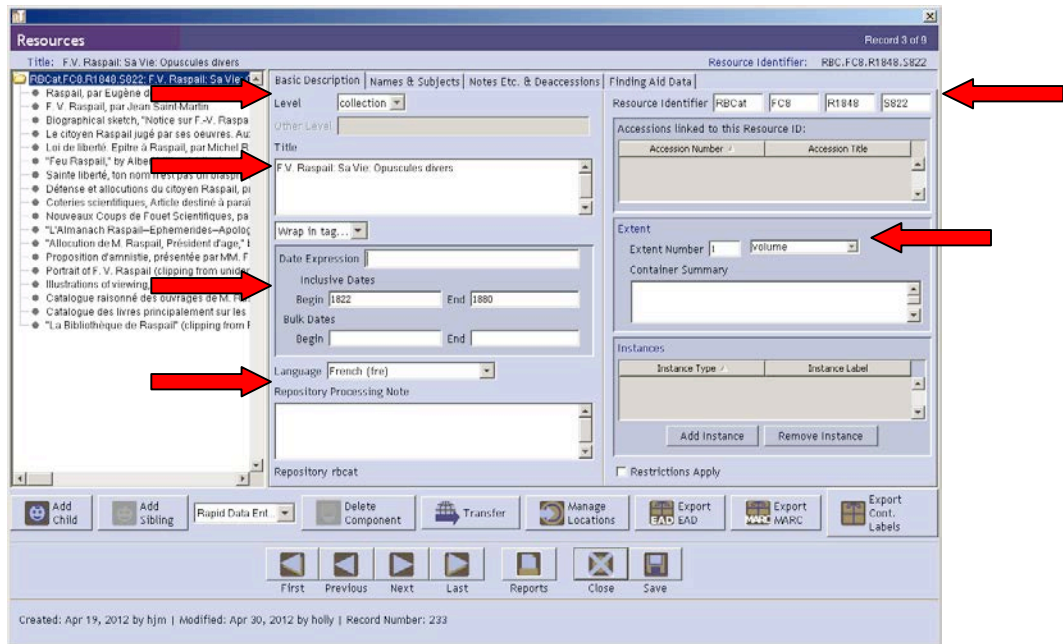 Resources
Record 3 of 9
Title: F.V. Raspail: Sa Vie: Opuscules divers
Resource Identifier: RBC.FC8.R1848.S822
RBCat.FC8.R1848.S822: F.V. Raspail: Sa Vie:
Raspail, par Eugène d
F. V. Raspail, par Jean Saint-Martin
Biographical sketch, "Notice sur F.-V. Raspa
Le citoyen Raspail jugé par ses oeuvres. Au
Loi de liberté. Epitre à Raspail, par Michel R
"Feu Raspail," by Albe
Sainte liberté, ton nom n'est pas un
Défense et allocutions du citoyen Raspail, p
Coteries scientifiques, Article destiné à parai
Nouveaux Coups de Fouet Scientifiques, pa
"L'Almanach Raspail--Ephemerides--Apolog
"Allocution de M. Raspail, Président d'age,"
Proposition d'amnistie, présentée par MM. F
Portrait of F. V. Raspail (clipping from uniden
Illustrations of viewing,
Catalogue raisonné des ouvrages de M. R
Catalogue des livres principalement sur les
"La Bibliothèque de Raspail" (clipping from
Basic Description
Names & Subjects
Notes Etc. & Deaccessions
Finding Aid Data
Level collection
Other Level
Title
F.V. Raspail: Sa Vie: Opuscules divers
Wrap in tag...
Date Expression
Inclusive Dates
Begin 1822 End 1880
Bulk Dates
Begin End
Language French (fre)
Repository Processing Note
Repository rbcat
Resource Identifier RBCat FC8 R1848 S822
Accessions linked to this Resource ID:
Accession Number Accession Title
Extent
Extent Number 1 volume
Container Summary
Instances
Instance Type Instance Label
Add Instance Remove Instance
Restrictions Apply
Add Child
Add Sibling
Rapid Data Ent...
Delete Component
Transfer
Manage Locations
EAD
Export EAD
MARC
Export MARC
Export Cont. Labels
First Previous Next Last Reports Close Save
Created: Apr 19, 2012 by hjm | Modified: Apr 30, 2012 by holly | Record Number: 233